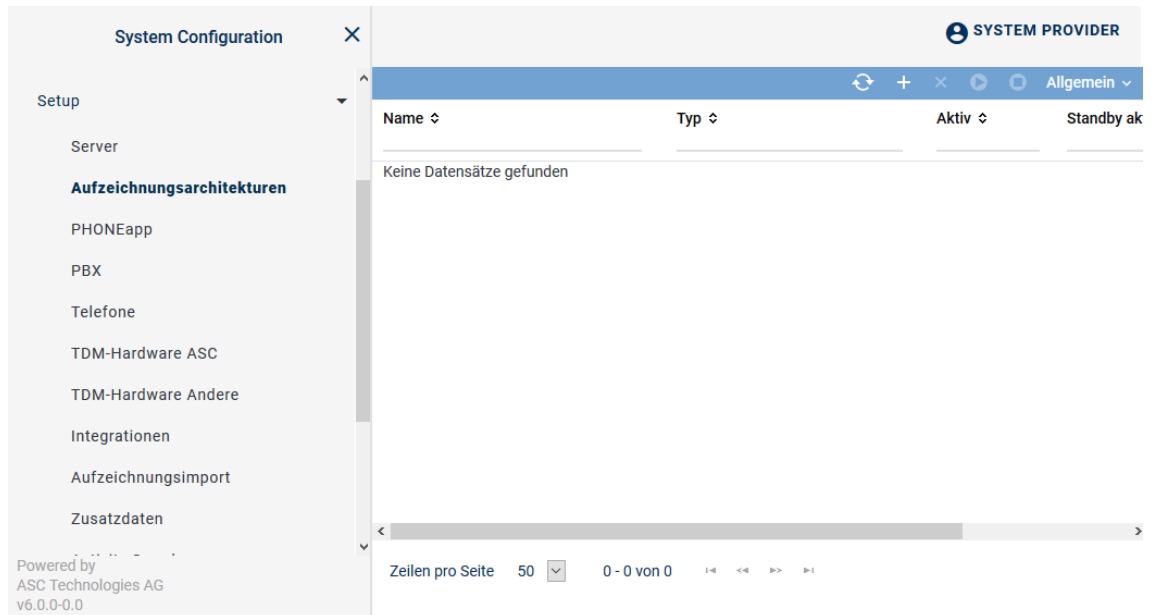 System Configuration
SYSTEM PROVIDER
Allgemein
Setup
Name
Typ
Aktiv
Standby ak
Server
Keine Datensätze gefunden
Aufzeichnungsarchitekturen
PHONEapp
PBX
Telefone
TDM-Hardware ASC
TDM-Hardware Andere
Integrationen
Aufzeichnungsimport
Zusatzdaten
Powered by
ASC Technologies AG
v6.0.0-0.0
Zeilen pro Seite 50 0 - 0 von 0